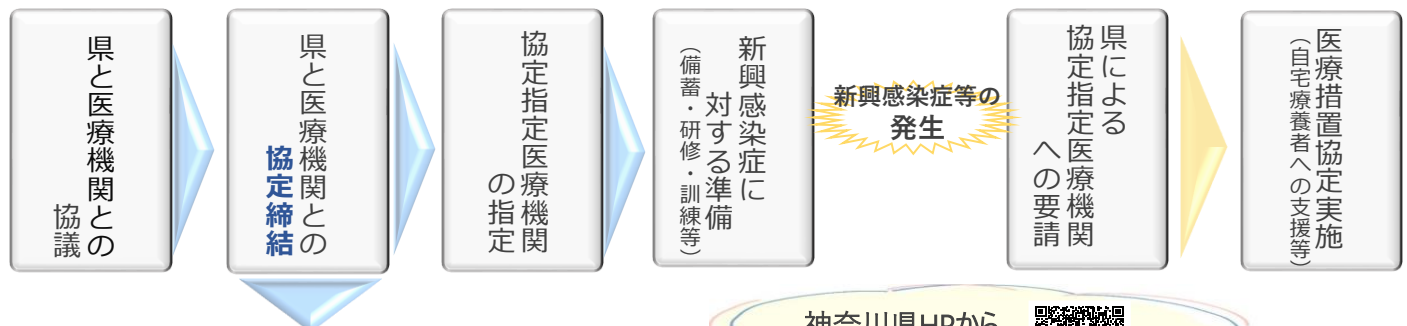 県と医療機関との
協議
県と医療機関との
協定締結
協定指定医療機関
の指定
新興感染症に
対する準備
（備蓄・研修・訓練等）
新興感染症等の
発生
県による
協定指定医療機関
への要請
医療措置協定実施
（自宅療養者への支援等）
神奈川県HPから